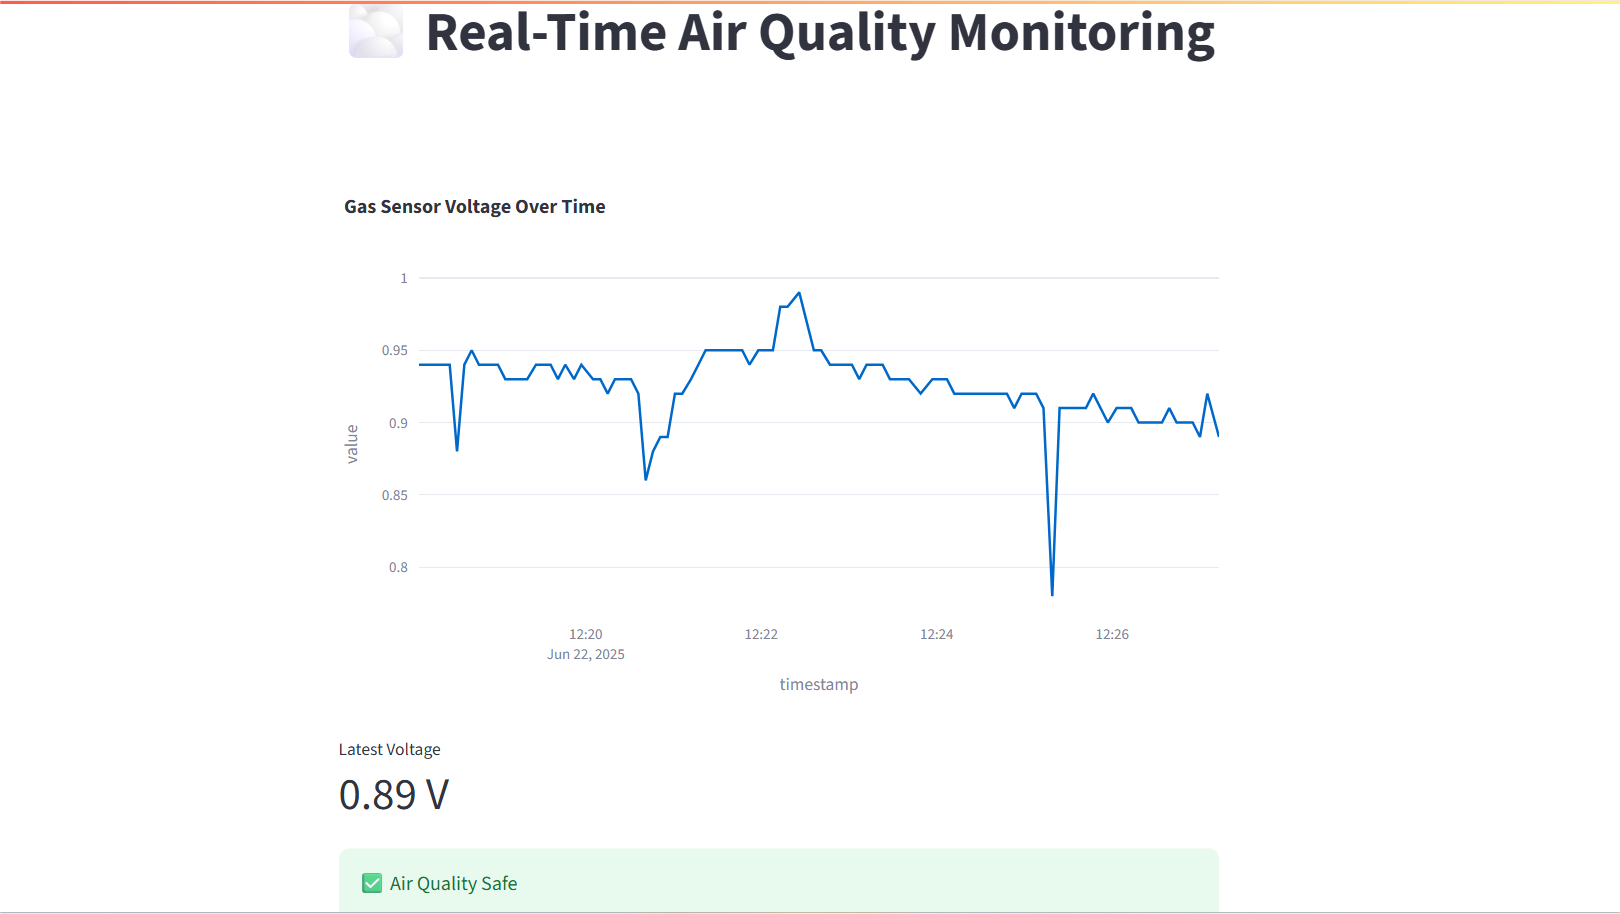 Real-Time Air Quality Monitoring
Gas Sensor Voltage Over Time
1
0.95
0.9
0.85
0.8
value
12:20
Jun 22, 2025
12:22
12:24
12:26
timestamp
Latest Voltage
0.89 V
✅ Air Quality Safe